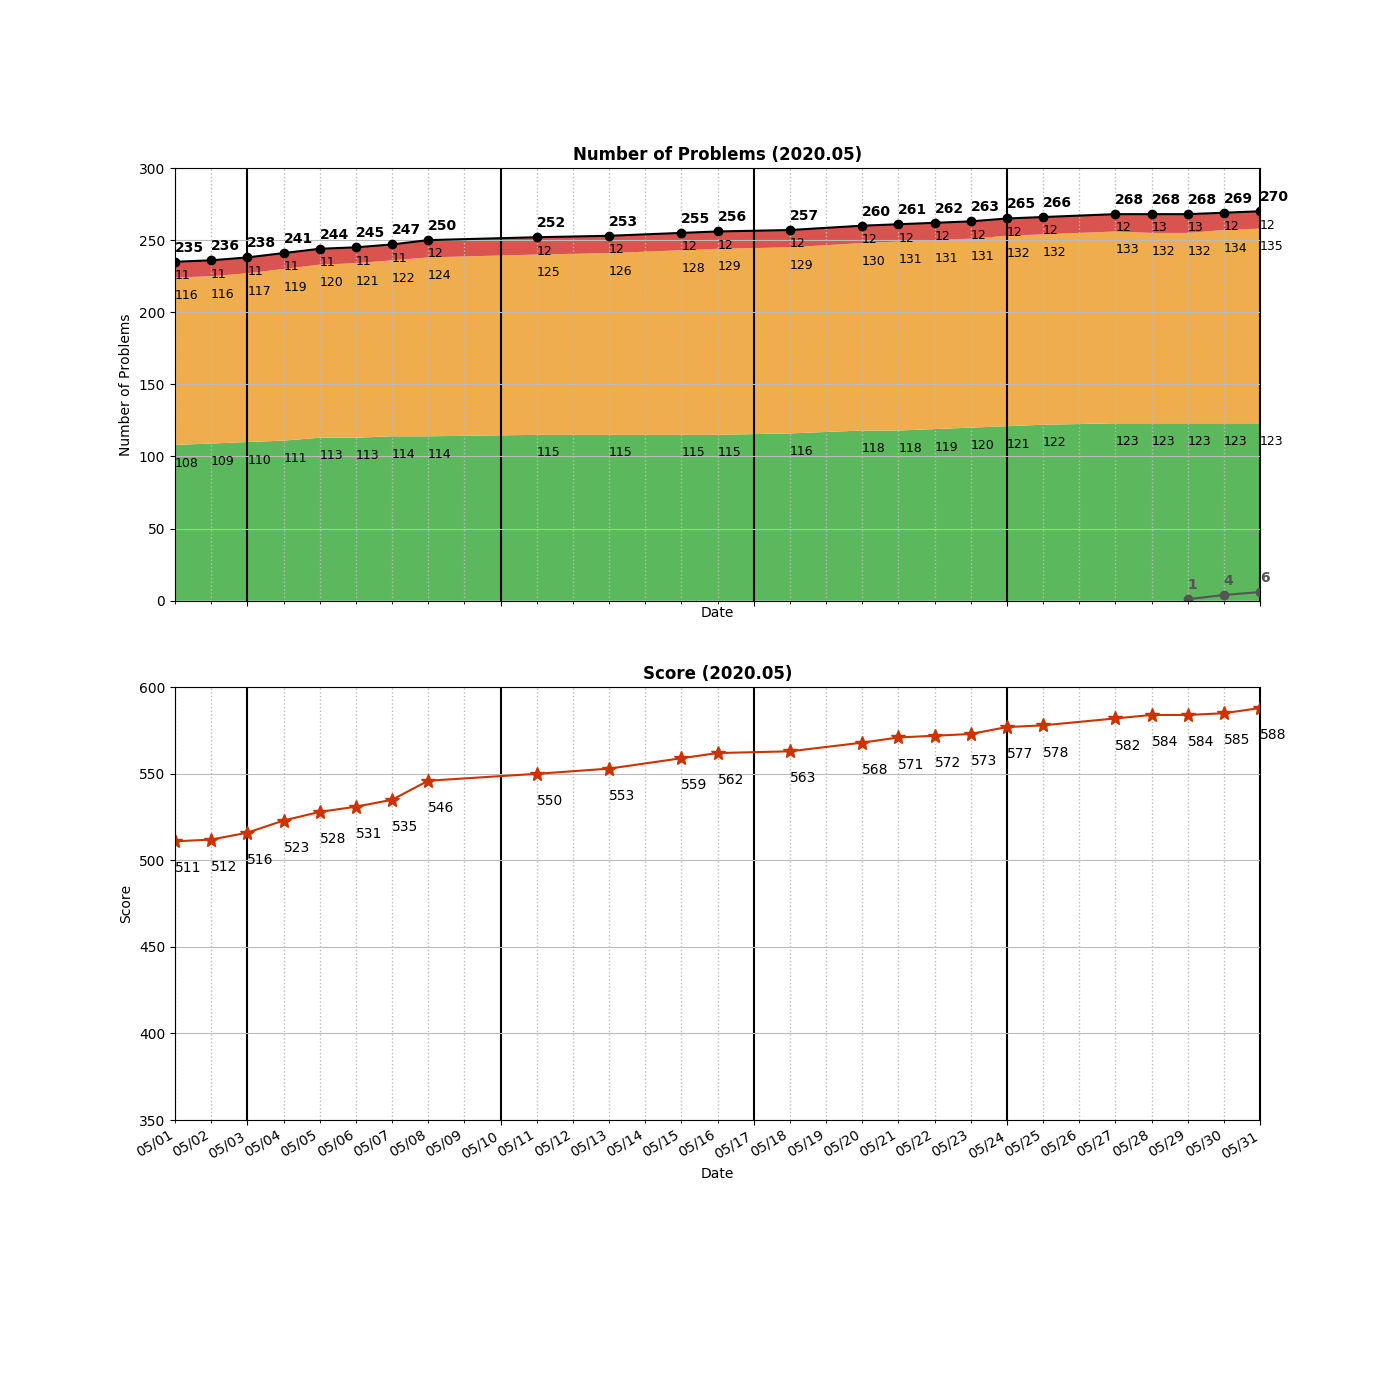 Number of Problems (2020.05)
300
250
200
150
100
50
0
Number of Problems
235 236 238 241 244 245 247 250 252 253 255 256 257 260 261 262 263 265 266 268 268 268 269 270
11 11 11 11 11 11 11 12 12 12 12 12 12 12 12 12 12 12 12 12 13 13 12 12
116 116 117 119 120 121 122 124 125 126 128 129 129 130 131 131 131 132 132 133 132 132 134 135
108 109 110 111 113 113 114 114 115 115 115 115 116 118 118 119 120 121 122 123 123 123 123 123
1 4 6
Date
Score (2020.05)
600
550
500
450
400
350
Score
511 512 516 523 528 531 535 546 550 553 559 562 563 568 571 572 573 577 578 582 584 584 585 588
05/01 05/02 05/03 05/04 05/05 05/06 05/07 05/08 05/09 05/10 05/11 05/12 05/13 05/14 05/15 05/16 05/17 05/18 05/19 05/20 05/21 05/22 05/23 05/24 05/25 05/26 05/27 05/28 05/29 05/30 05/31
Date